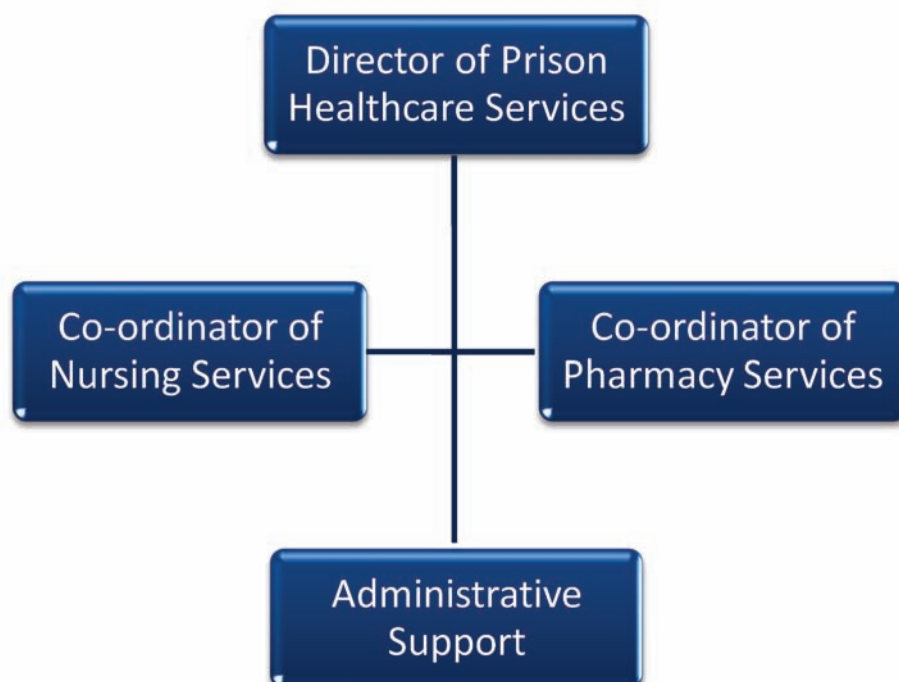 Director of Prison
Healthcare Services
Co-ordinator of
Nursing Services
Co-ordinator of
Pharmacy Services
Administrative
Support